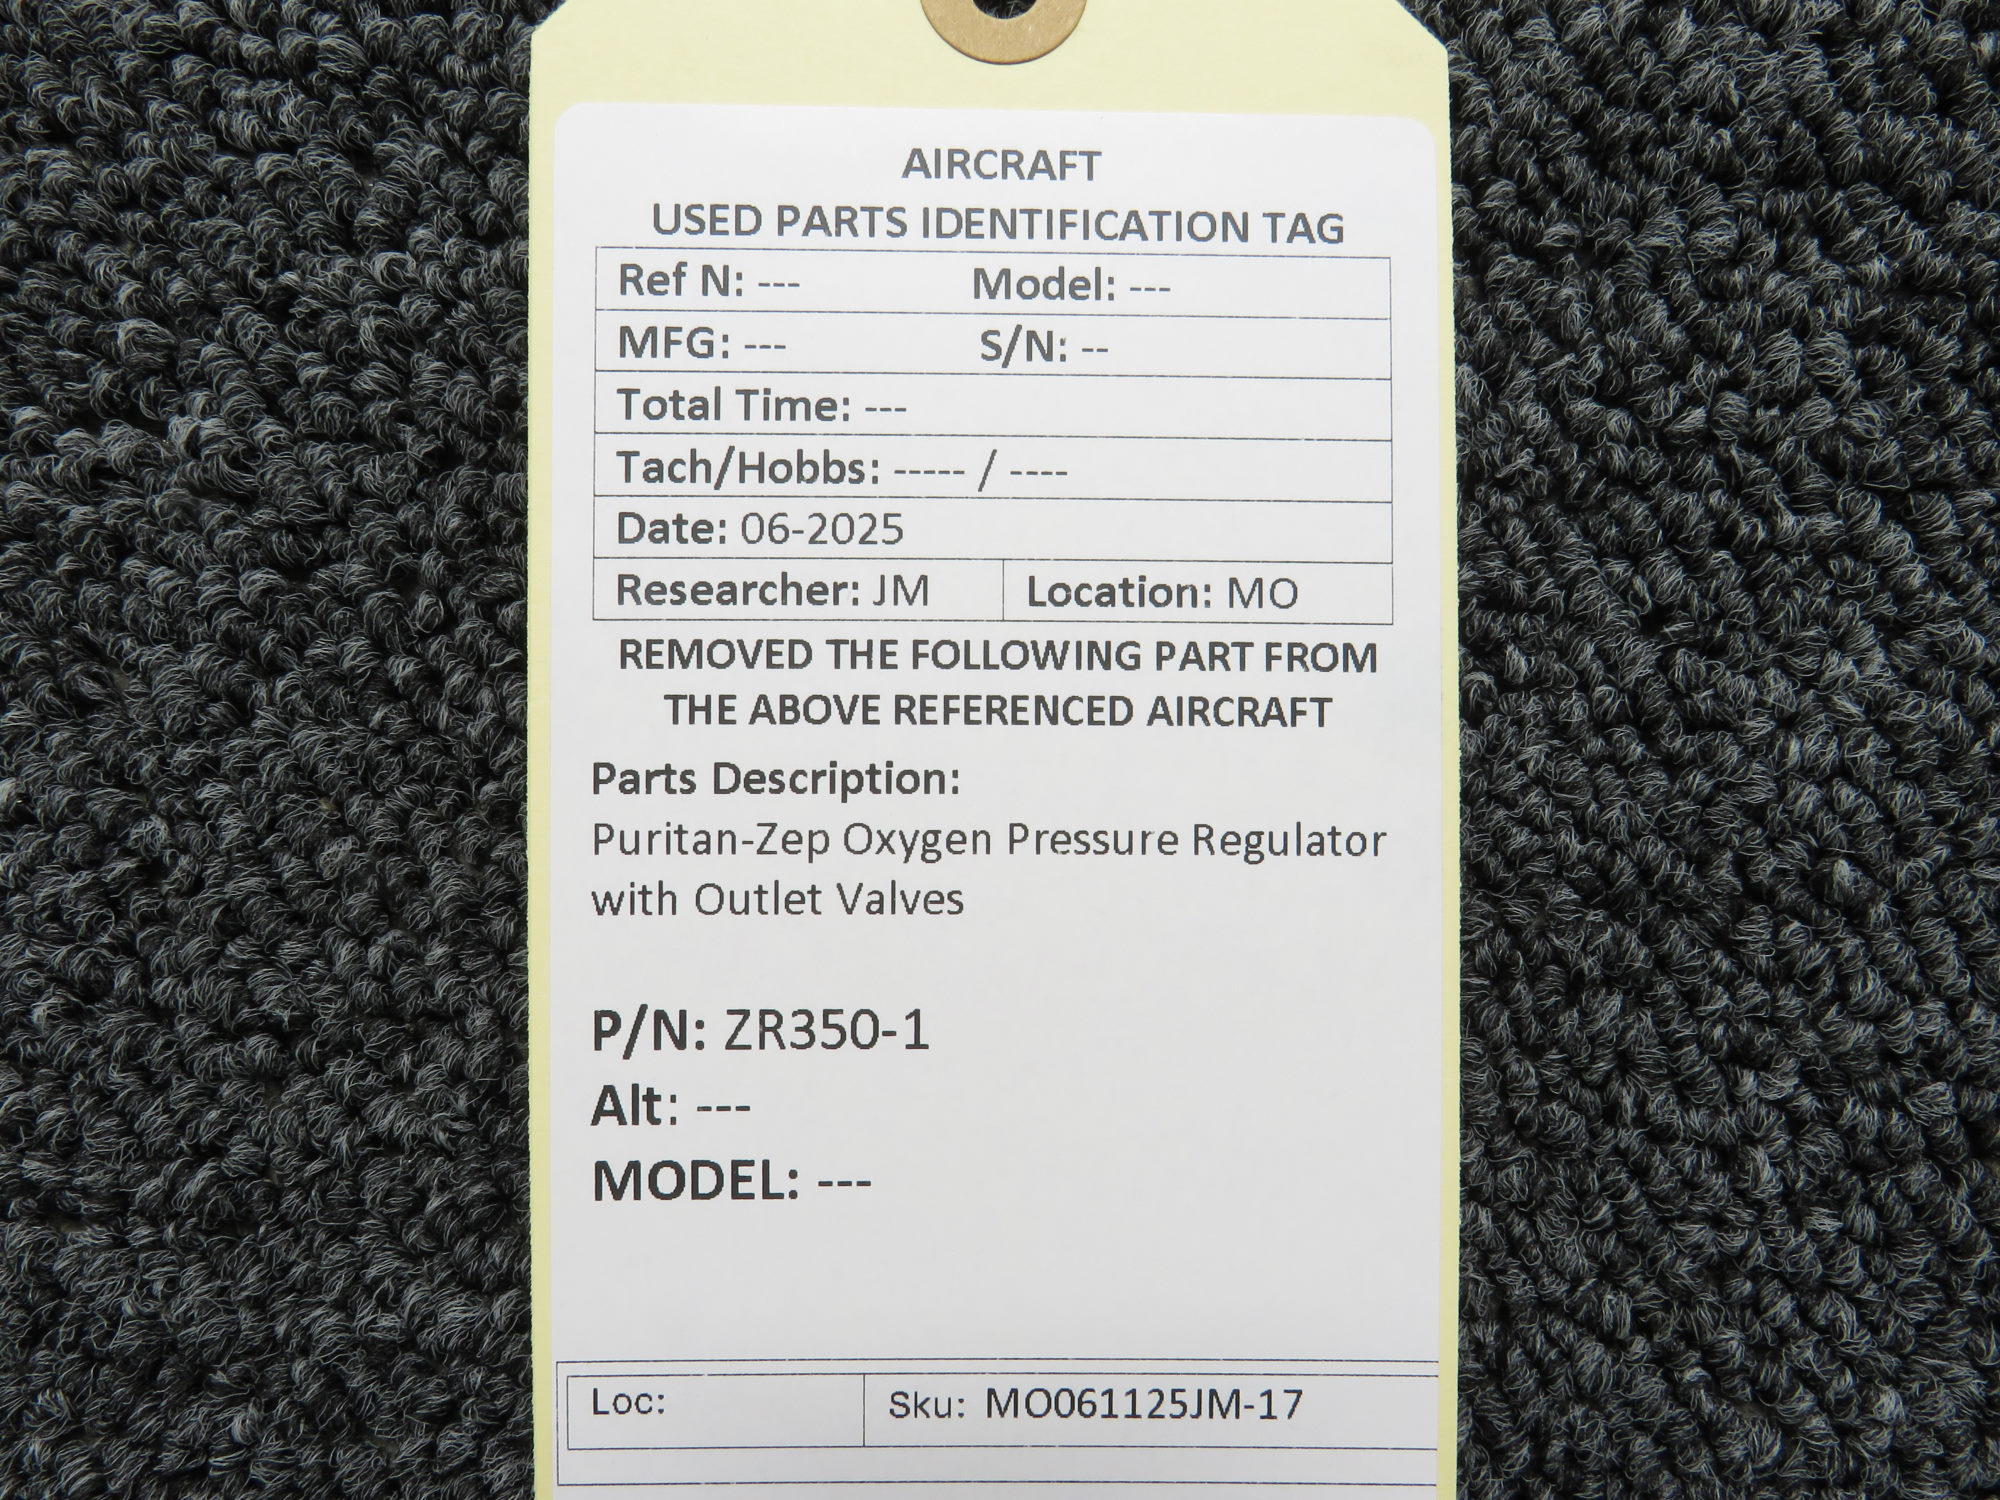 AIRCRAFT
USED PARTS IDENTIFICATION TAG
Ref N: --- Model: ---
MFG: --- S/N: --
Total Time: ---
Tach/Hobbs: ----- / ----
Date: 06-2025
Researcher: JM Location: MO
REMOVED THE FOLLOWING PART FROM
THE ABOVE REFERENCED AIRCRAFT
Parts Description:
Puritan-Zep Oxygen Pressure Regulator
with Outlet Valves
P/N: ZR350-1
Alt: ---
MODEL: ---
Loc: Sku: MO061125JM-17